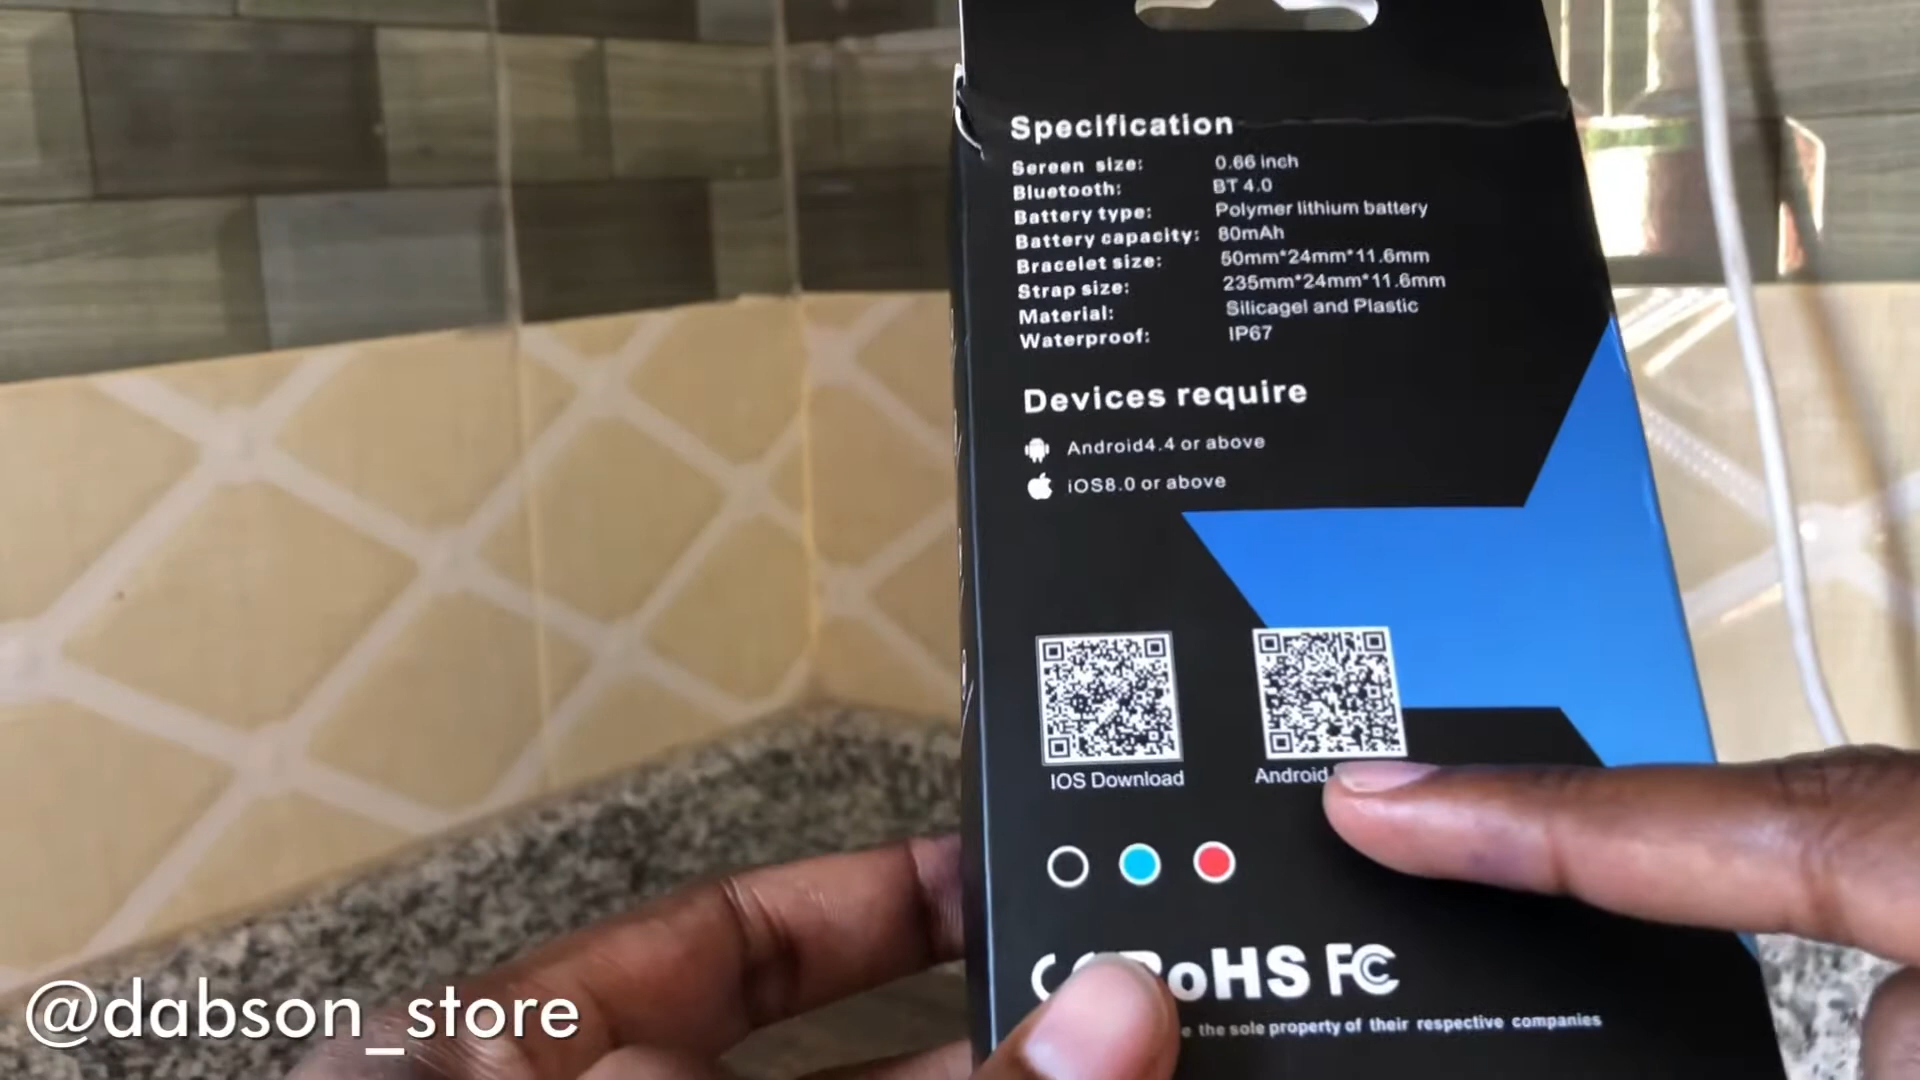 Specification
Sereen size: 0.66 inch
Bluetooth: BT 4.0
Battery type: Polymer lithium battery
Battery capacity: 80mAh
Bracelet size: 50mm*24mm*11.6mm
Strap size: 235mm*24mm*11.6mm
Material: Silicagel and Plastic
Waterproof: IP67
Devices require
Android4.4 or above
iOS8.0 or above
IOS Download
Android
RoHS FC
the sole property of their respective companies
@dabson_store